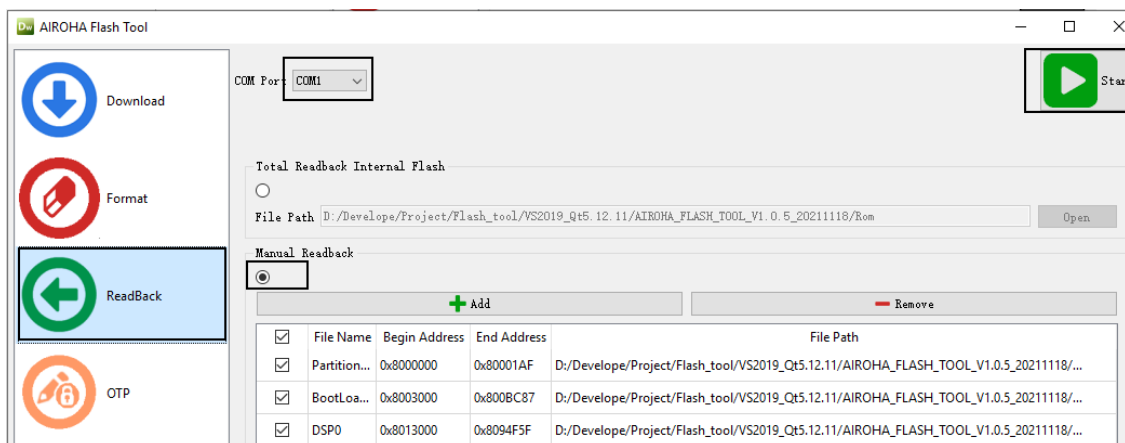 AIROHA Flash Tool
Download
COM Port COM1
Star
Total Readback Internal Flash
Format
File Path D:/Develope/Project/Flash_tool/VS2019_Qt5.12.11/AIROHA_FLASH_TOOL_V1.0.5_20211118/Rom Open
Manual Readback
ReadBack
Add Remove
File Name Begin Address End Address File Path
Partition... 0x8000000 0x80001AF D:/Develope/Project/Flash_tool/VS2019_Qt5.12.11/AIROHA_FLASH_TOOL_V1.0.5_20211118/...
BootLoa... 0x8003000 0x800BC87 D:/Develope/Project/Flash_tool/VS2019_Qt5.12.11/AIROHA_FLASH_TOOL_V1.0.5_20211118/...
OTP
DSP0 0x8013000 0x8094F5F D:/Develope/Project/Flash_tool/VS2019_Qt5.12.11/AIROHA_FLASH_TOOL_V1.0.5_20211118/...